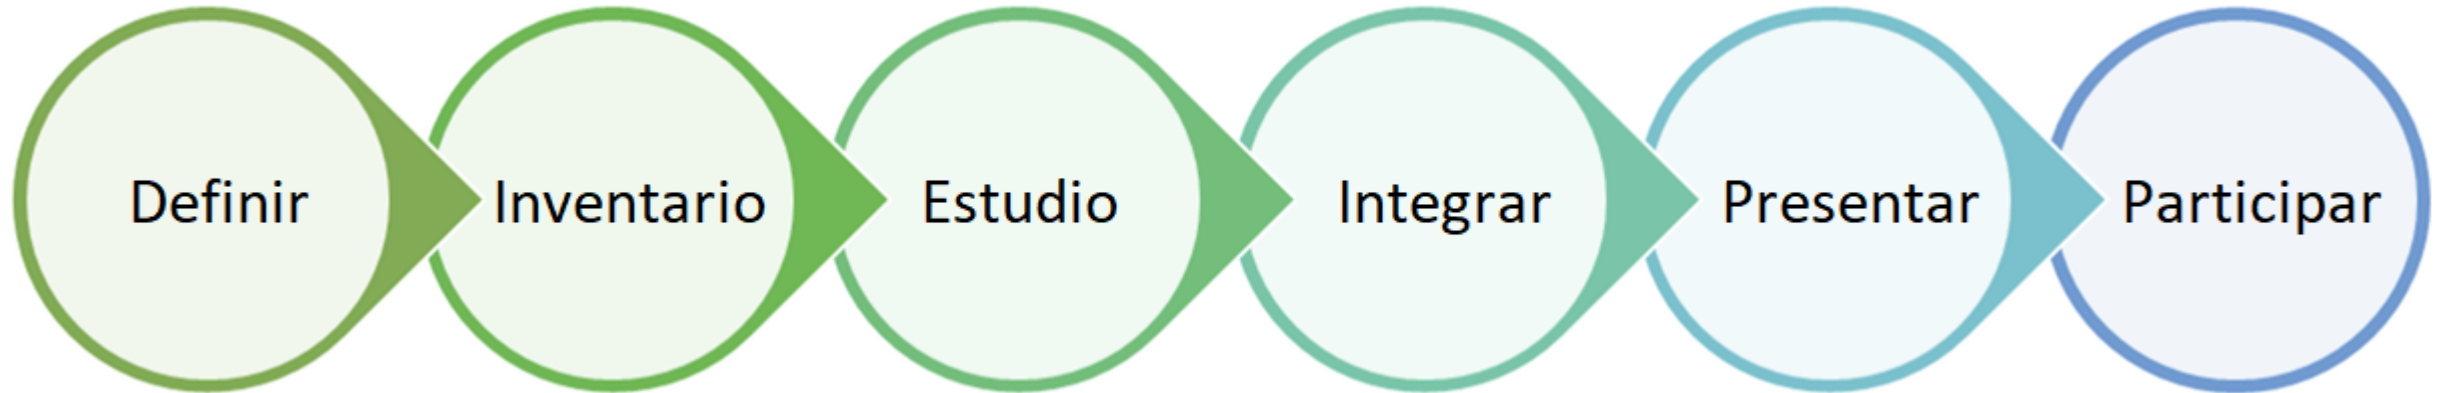 Definir
Inventario
Estudio
Integrar
Presentar
Participar